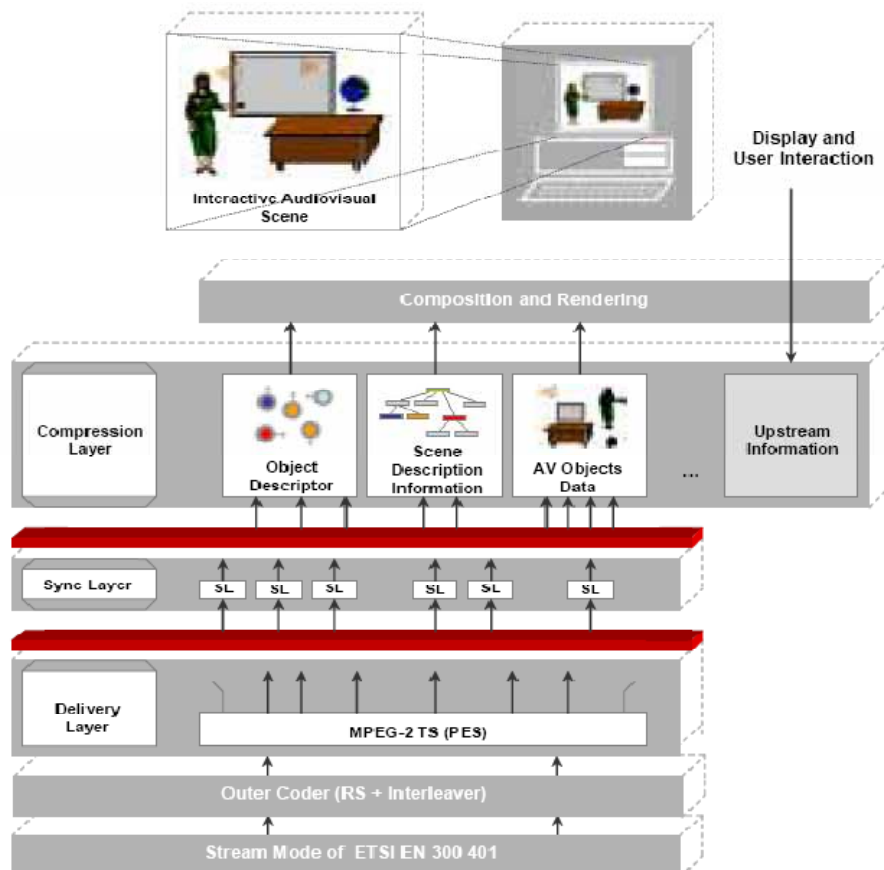 Interactive Audiovisual
Scene
Display and
User Interaction
Composition and Rendering
Compression
Layer
Object
Descriptor
Scene
Description
Information
AV Objects
Data
...
Upstream
Information
Sync Layer
SL
SL
SL
SL
SL
SL
Delivery
Layer
MPEG-2 TS (PES)
Outer Coder (RS + Interleaver)
Stream Mode of ETSI EN 300 401